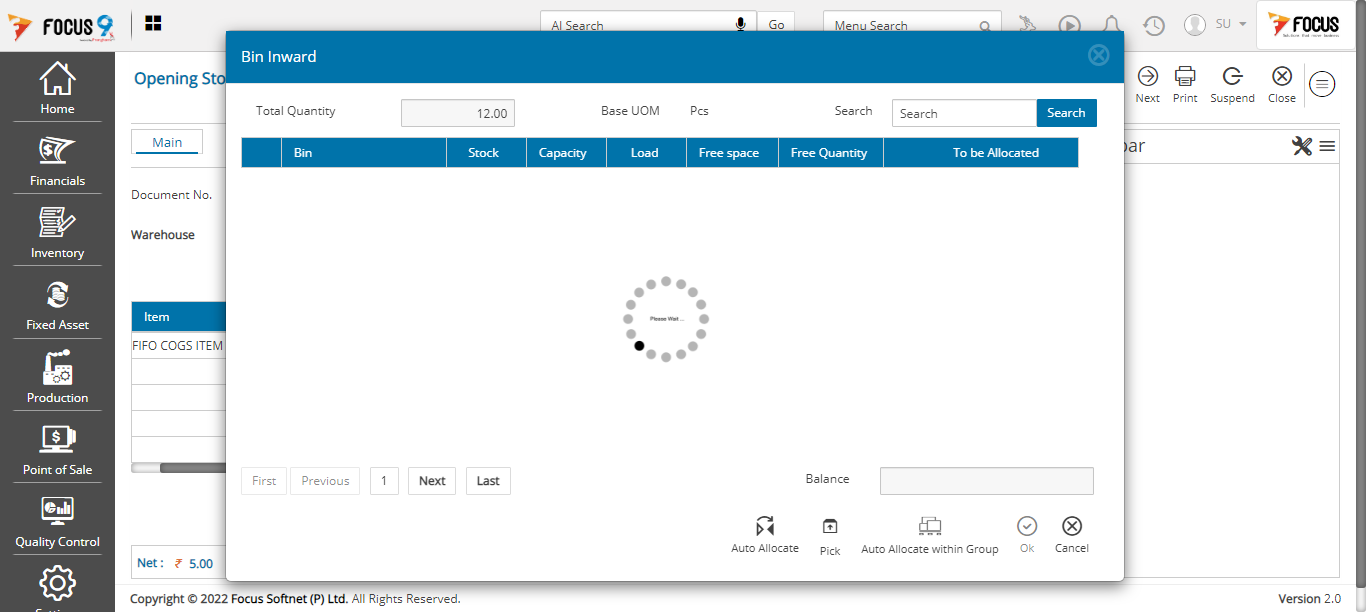 FOCUS 9
AI Search
Go
Menu Search
SU
FOCUS
Home
Financials
Inventory
Fixed Asset
Production
Point of Sale
Quality Control
Opening Sto
Next
Print
Suspend
Close
Main
Document No.
Warehouse
Item
FIFO COGS ITEM
Net : ₹ 5.00
Bin Inward
Total Quantity 12.00 Base UOM Pcs Search Search Search
Bin Stock Capacity Load Free space Free Quantity To be Allocated
Please Wait ...
First Previous 1 Next Last
Balance
Auto Allocate
Pick
Auto Allocate within Group
Ok
Cancel
Copyright © 2022 Focus Softnet (P) Ltd. All Rights Reserved.
Version 2.0